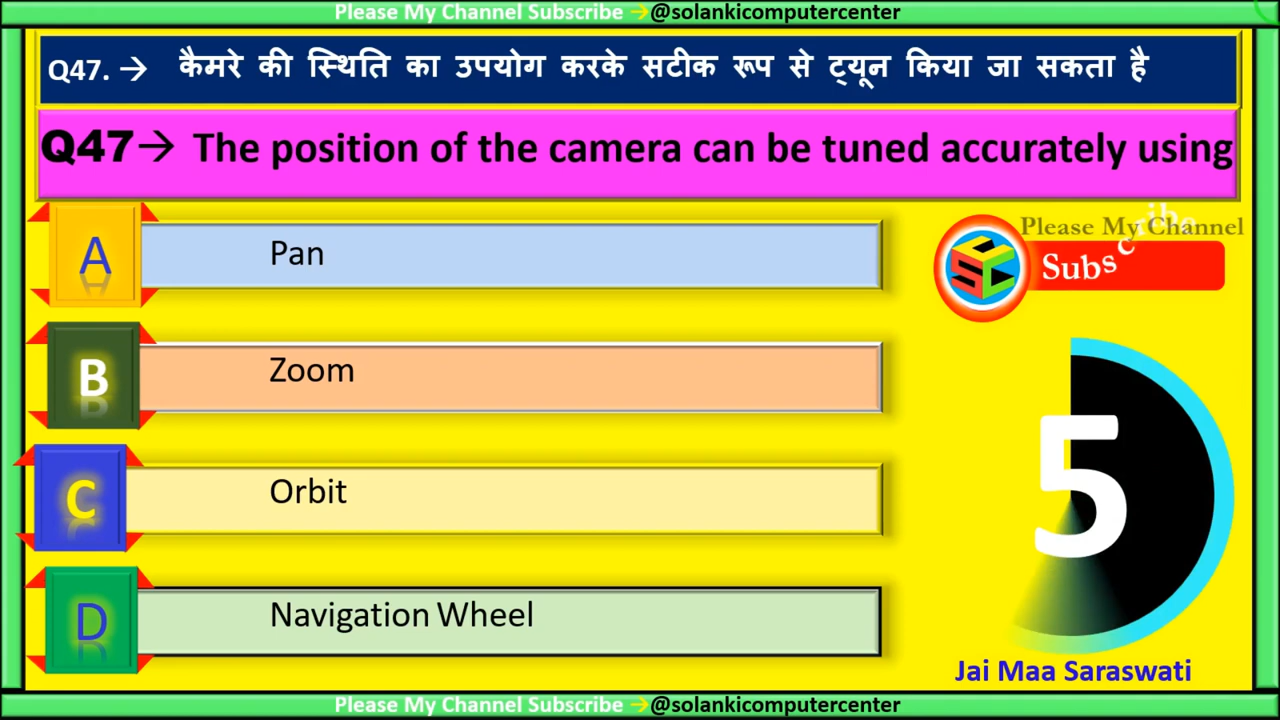 Please My Channel Subscribe →@solankicomputercenter
Q47. → कैमरे की स्थिति का उपयोग करके सटीक रूप से ट्यून किया जा सकता है
Q47→ The position of the camera can be tuned accurately using
A Pan
Please My Channel
Subscribe
SCC
B Zoom
C Orbit
5
D Navigation Wheel
Jai Maa Saraswati
Please My Channel Subscribe →@solankicomputercenter